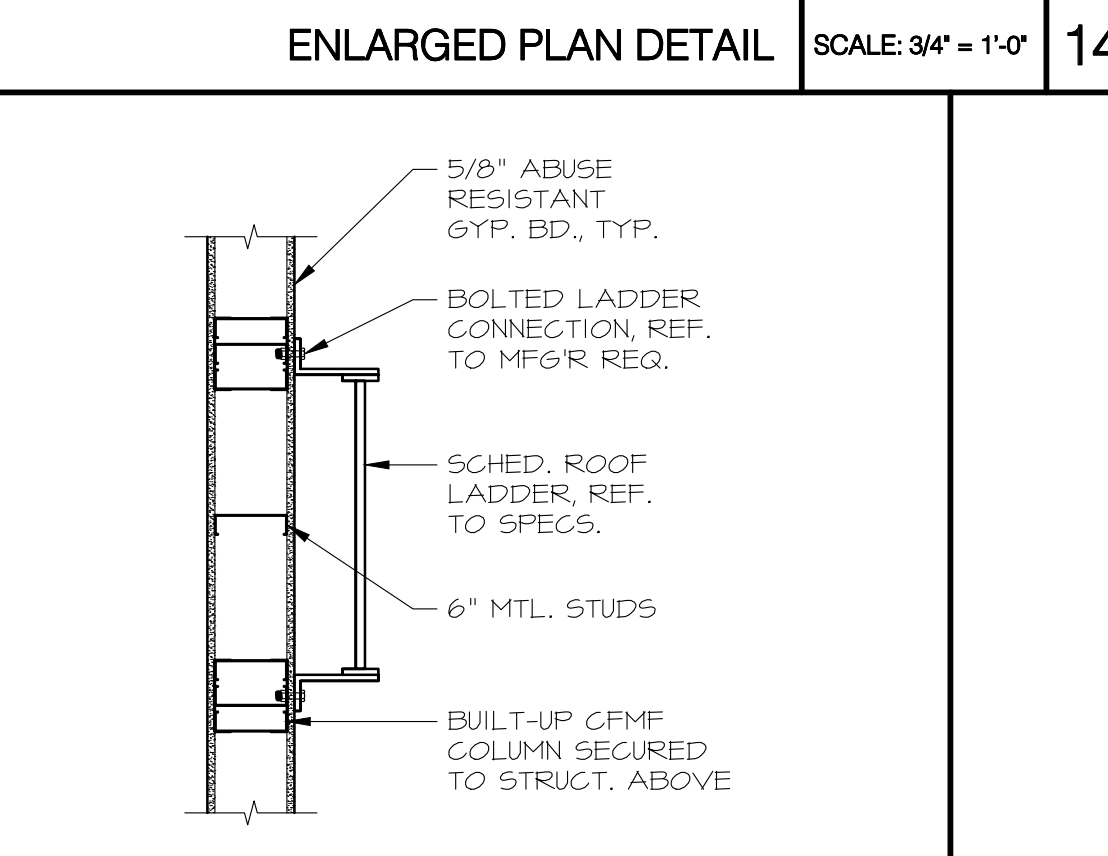 ENLARGED PLAN DETAIL
SCALE: 3/4" = 1'-0"
14
5/8" ABUSE
RESISTANT
GYP. BD., TYP.
BOLTED LADDER
CONNECTION, REF.
TO MFG'R REQ.
SCHED. ROOF
LADDER, REF.
TO SPECS.
6" MTL. STUDS
BUILT-UP CFMF
COLUMN SECURED
TO STRUCT. ABOVE